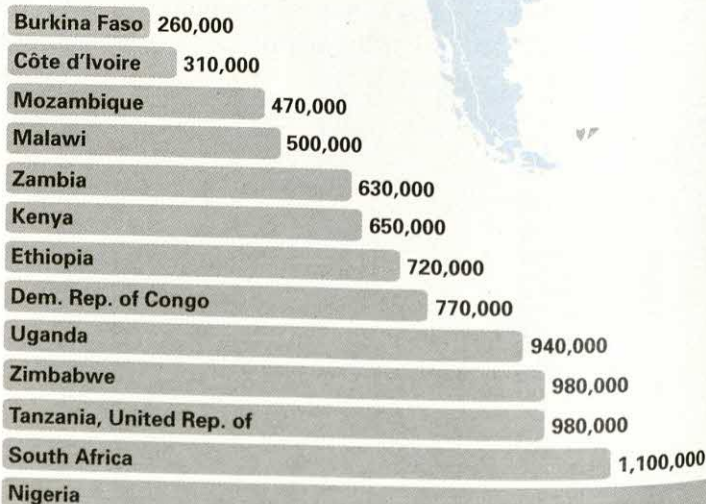 Burkina Faso 260,000
Côte d'Ivoire 310,000
Mozambique 470,000
Malawi 500,000
Zambia 630,000
Kenya 650,000
Ethiopia 720,000
Dem. Rep. of Congo 770,000
Uganda 940,000
Zimbabwe 980,000
Tanzania, United Rep. of 980,000
South Africa 1,100,000
Nigeria